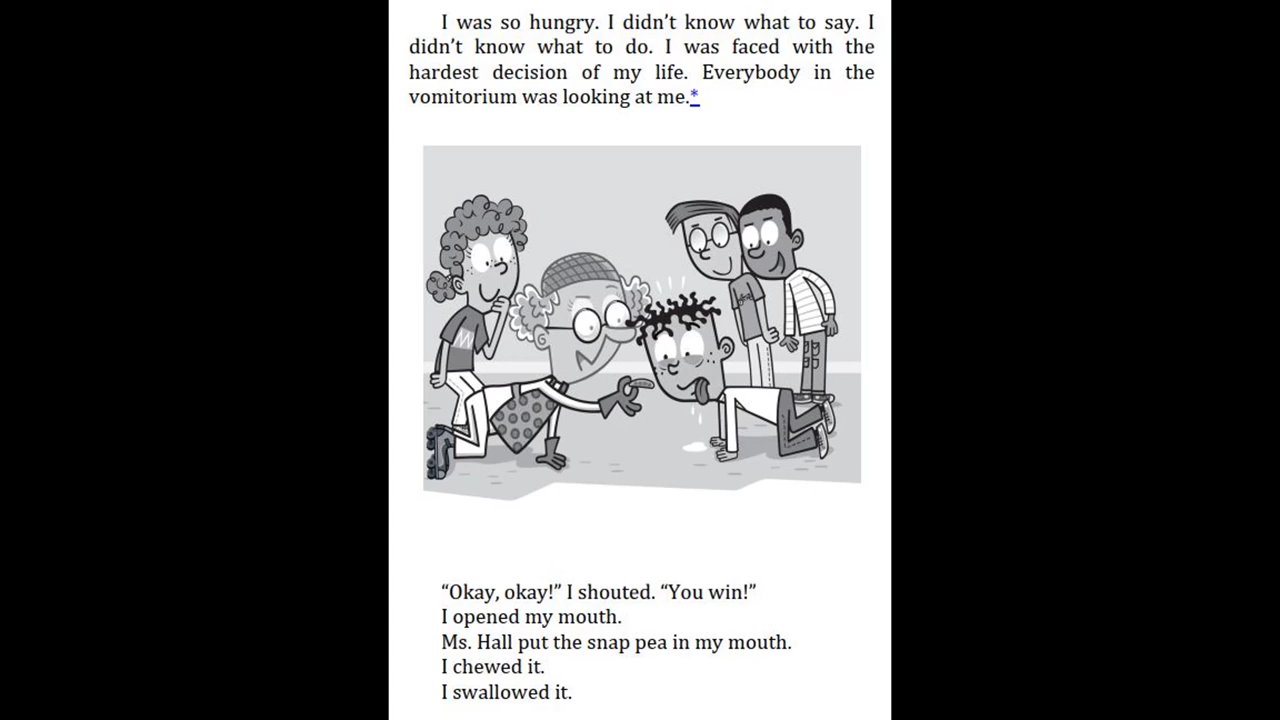 I was so hungry. I didn’t know what to say. I
didn’t know what to do. I was faced with the
hardest decision of my life. Everybody in the
vomitorium was looking at me.*
“Okay, okay!” I shouted. “You win!”
I opened my mouth.
Ms. Hall put the snap pea in my mouth.
I chewed it.
I swallowed it.